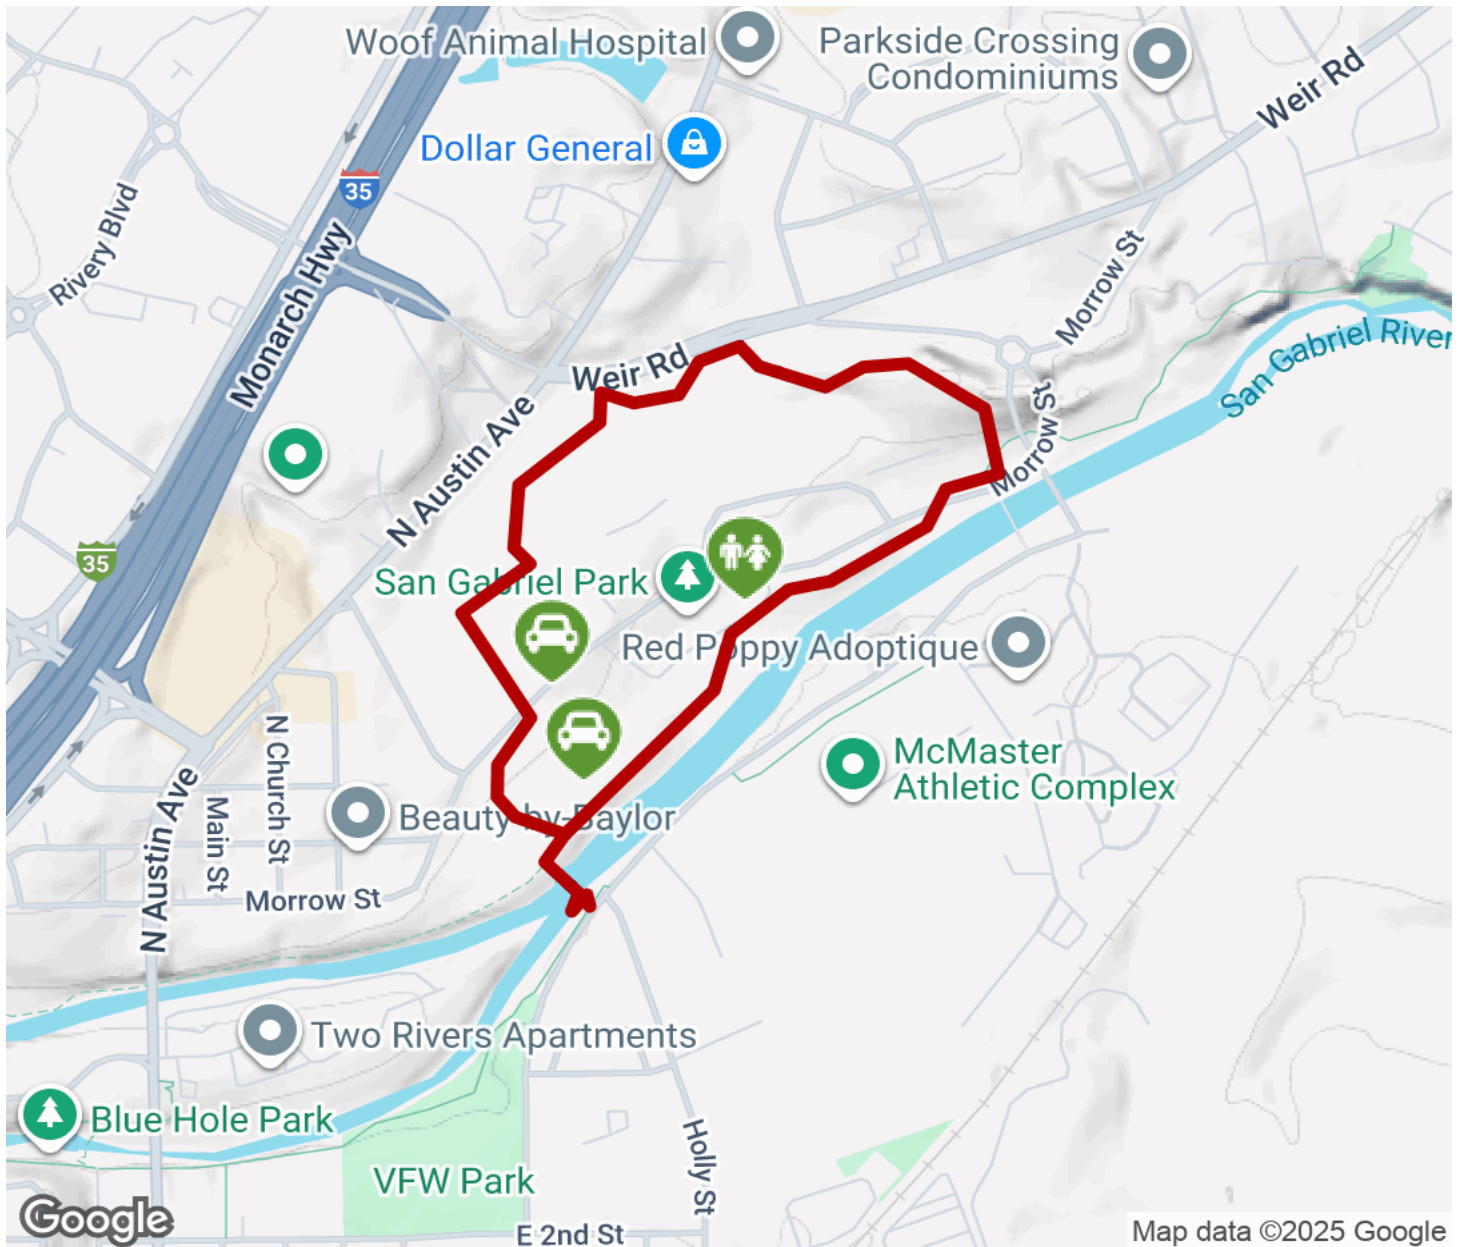 Woof Animal Hospital
Parkside Crossing
Condominiums
Weir Rd
Dollar General
35
Rivery Blvd
Monarch Hwy
Morrow St
San Gabriel River
Weir Rd
N Austin Ave
Morrow St
Morrow St
35
San Gabriel Park
Red Poppy Adoptique
N Church St
Main St
N Austin Ave
McMaster
Athletic Complex
Beauty-by-Baylor
Morrow St
Two Rivers Apartments
Blue Hole Park
VFW Park
Holly St
E 2nd St
Google
Map data ©2025 Google